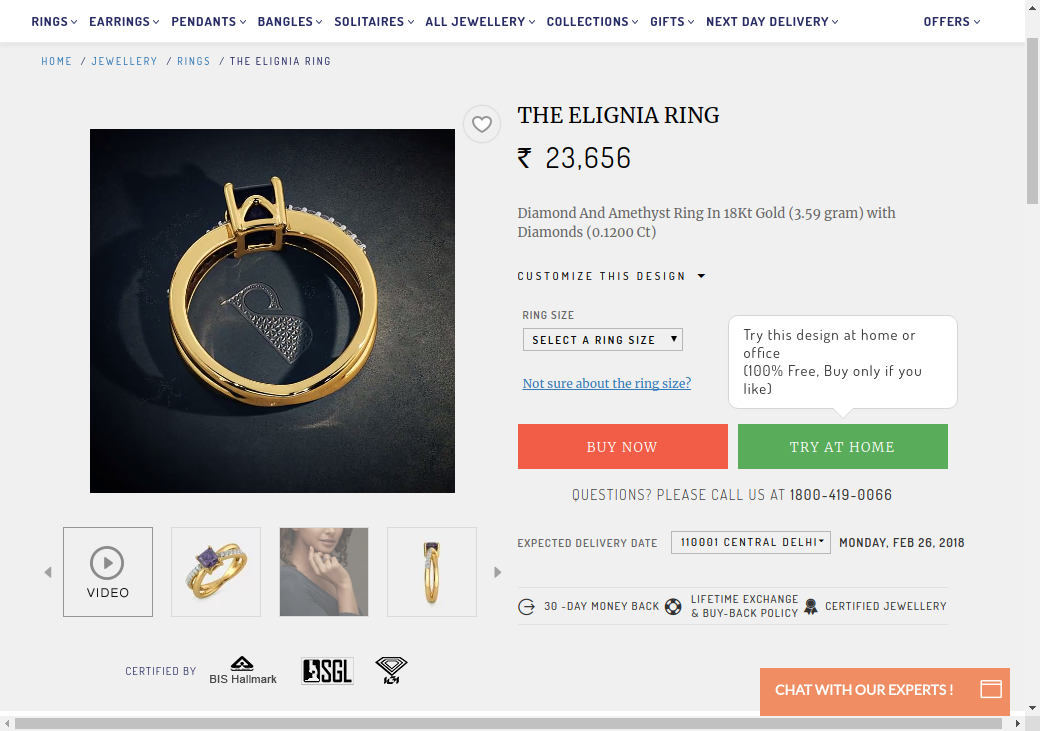 RINGS EARRINGS PENDANTS BANGLES SOLITAIRES ALL JEWELLERY COLLECTIONS GIFTS NEXT DAY DELIVERY OFFERS
HOME / JEWELLERY / RINGS / THE ELIGNIA RING
THE ELIGNIA RING
₹ 23,656
Diamond And Amethyst Ring In 18Kt Gold (3.59 gram) with
Diamonds (0.1200 Ct)
CUSTOMIZE THIS DESIGN
RING SIZE
SELECT A RING SIZE
Not sure about the ring size?
Try this design at home or
office
(100% Free, Buy only if you
like)
BUY NOW
TRY AT HOME
QUESTIONS? PLEASE CALL US AT 1800-419-0066
EXPECTED DELIVERY DATE 110001 CENTRAL DELHI MONDAY, FEB 26, 2018
VIDEO
30 -DAY MONEY BACK
LIFETIME EXCHANGE
& BUY-BACK POLICY
CERTIFIED JEWELLERY
CERTIFIED BY
BIS Hallmark
SGL
IGI
CHAT WITH OUR EXPERTS !